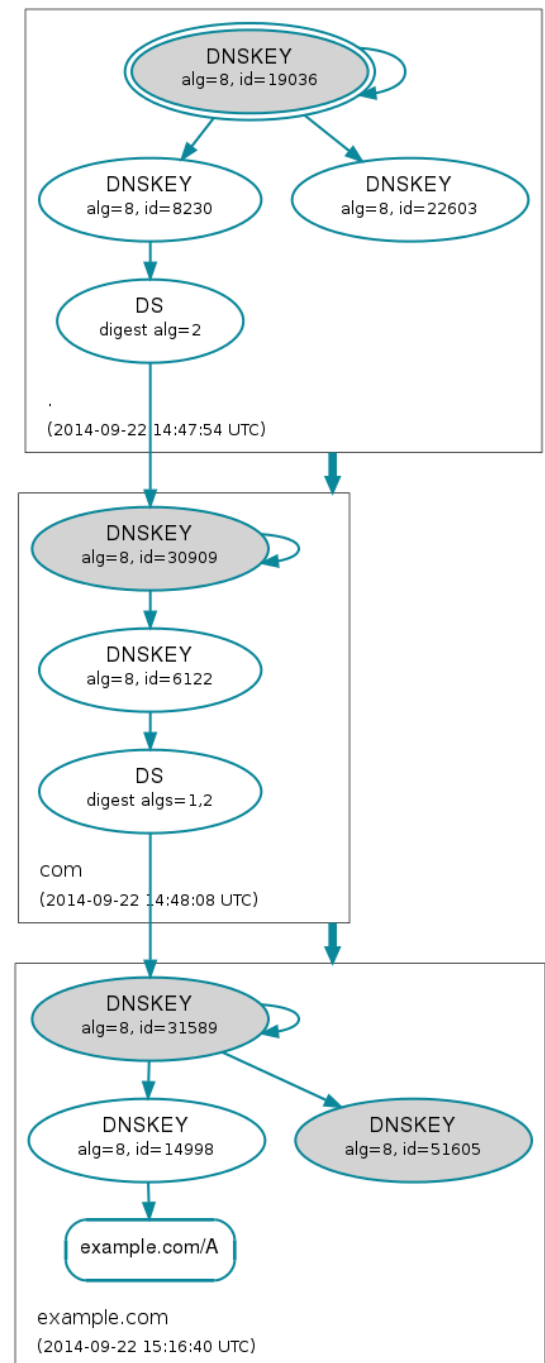 DNSKEY
alg=8, id=19036
DNSKEY
alg=8, id=8230
DNSKEY
alg=8, id=22603
DS
digest alg=2
.
(2014-09-22 14:47:54 UTC)
DNSKEY
alg=8, id=30909
DNSKEY
alg=8, id=6122
DS
digest algs=1,2
com
(2014-09-22 14:48:08 UTC)
DNSKEY
alg=8, id=31589
DNSKEY
alg=8, id=14998
DNSKEY
alg=8, id=51605
example.com/A
example.com
(2014-09-22 15:16:40 UTC)